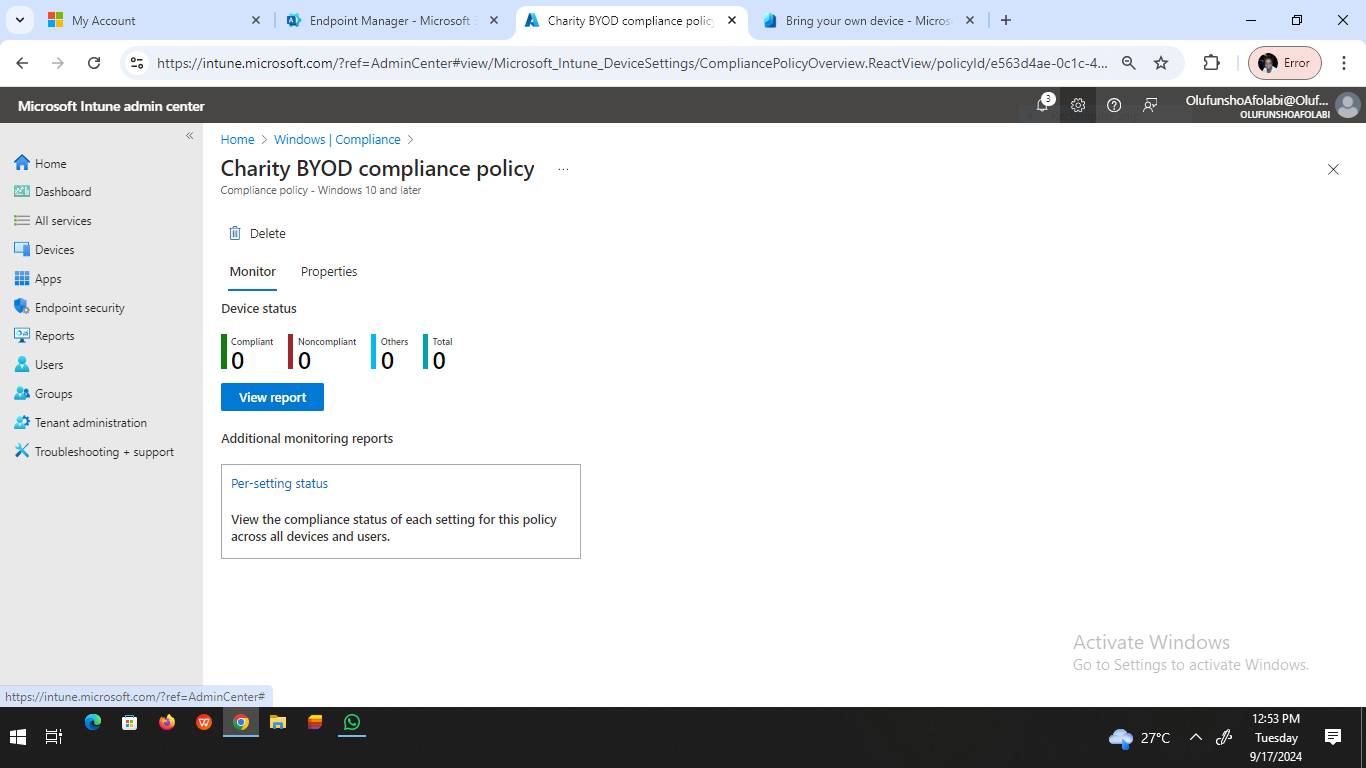 My Account
Endpoint Manager - Microsoft
Charity BYOD compliance policy
Bring your own device - Micros
https://intune.microsoft.com/?ref=AdminCenter#view/Microsoft_Intune_DeviceSettings/CompliancePolicyOverview.ReactView/policyId/e563d4ae-0c1c-4...
Error
Microsoft Intune admin center
3
OlufunshoAfolabi@Oluf...
OLUFUNSHOAFOLABI
Home
Dashboard
All services
Devices
Apps
Endpoint security
Reports
Users
Groups
Tenant administration
Troubleshooting + support
Home > Windows | Compliance >
Charity BYOD compliance policy ...
Compliance policy - Windows 10 and later
Delete
Monitor Properties
Device status
Compliant Noncompliant Others Total
0 0 0 0
View report
Additional monitoring reports
Per-setting status
View the compliance status of each setting for this policy
across all devices and users.
Activate Windows
Go to Settings to activate Windows.
https://intune.microsoft.com/?ref=AdminCenter#
27°C
12:53 PM
Tuesday
9/17/2024